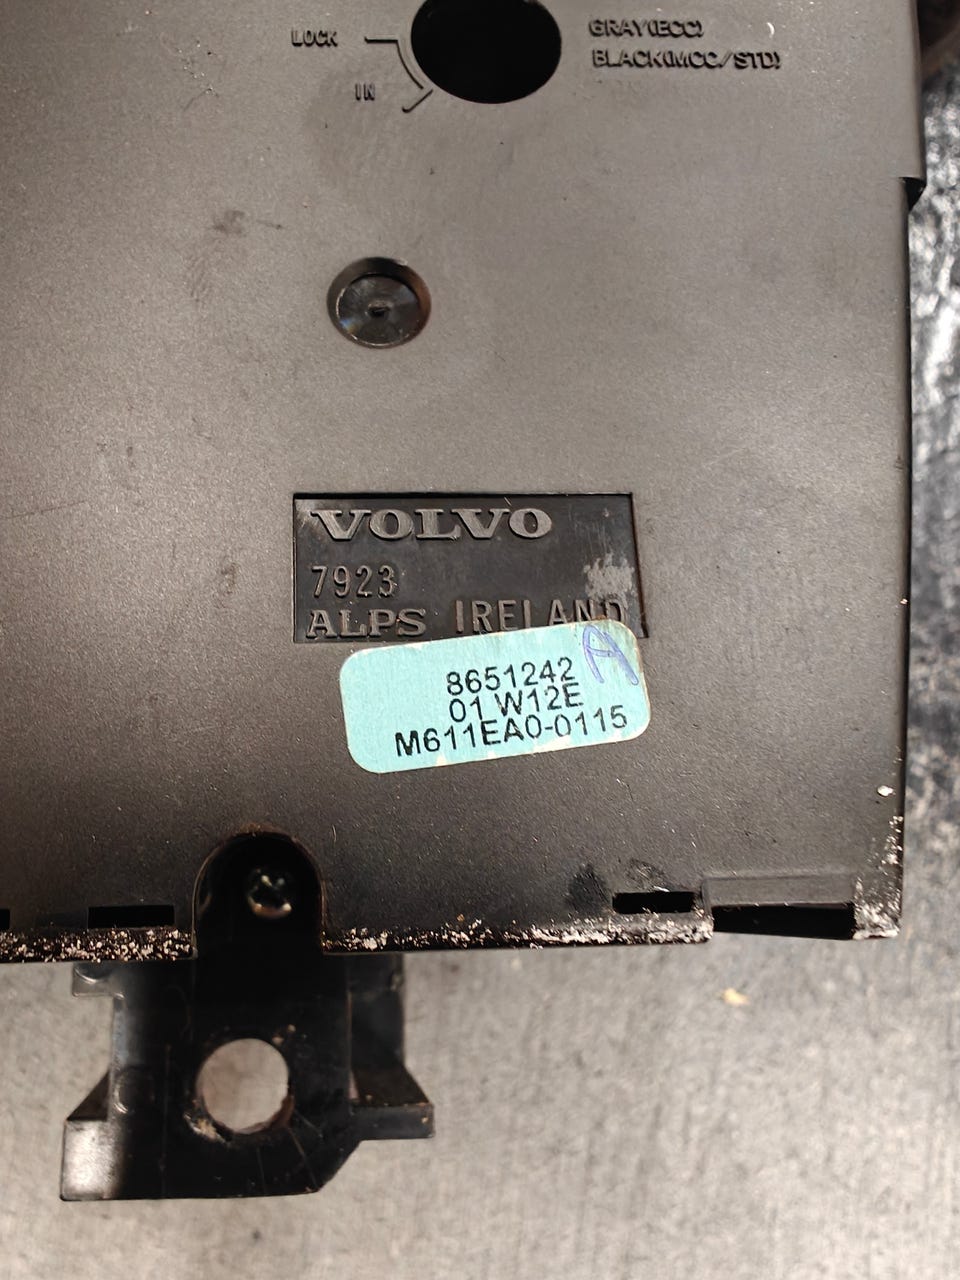 LOCK
IN
GRAY(ECC)
BLACK(MCC/STD)
VOLVO
7923
ALPS IRELAND
A
8651242
01 W12E
M611EA0-0115